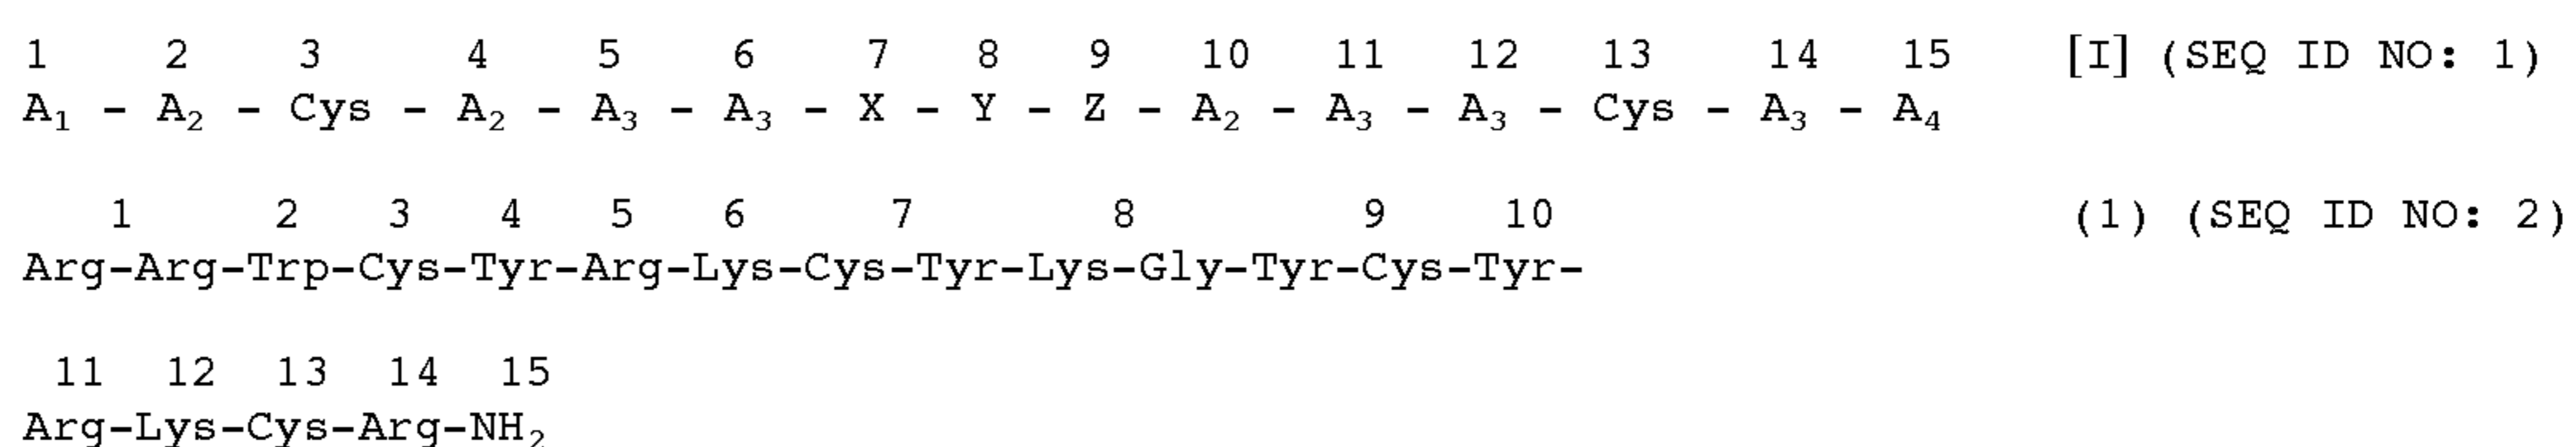 1 2 3 4 5 6 7 8 9 10 11 12 13 14 15 [I] (SEQ ID NO: 1)
A₁ – A₂ – Cys – A₂ – A₃ – A₃ – X – Y – Z – A₂ – A₃ – A₃ – Cys – A₃ – A₄
1 2 3 4 5 6 7 8 9 10 (1) (SEQ ID NO: 2)
Arg–Arg–Trp–Cys–Tyr–Arg–Lys–Cys–Tyr–Lys–Gly–Tyr–Cys–Tyr–
11 12 13 14 15
Arg–Lys–Cys–Arg–NH₂